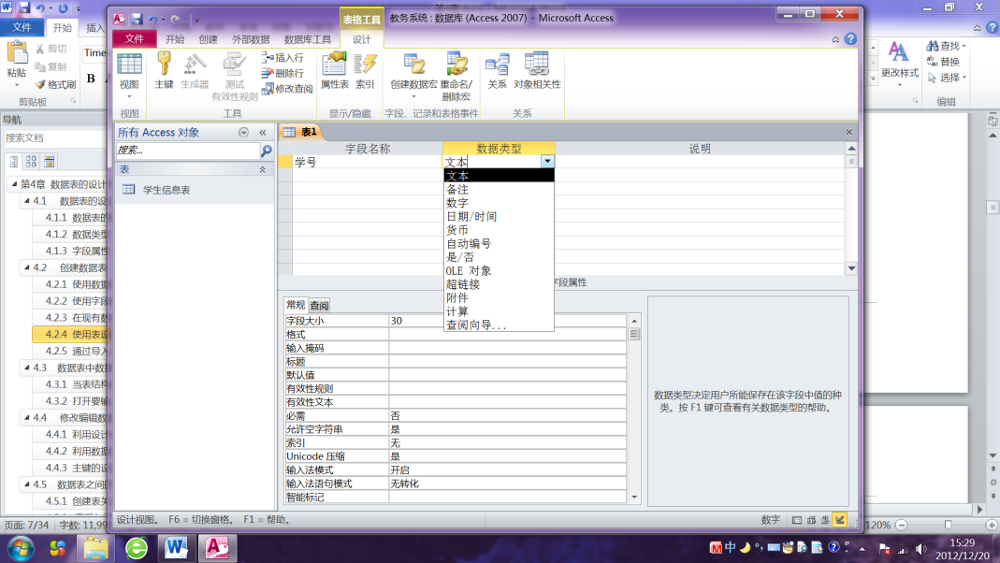 表格工具
教务系统 : 数据库 (Access 2007) - Microsoft Access
文件
开始
插入
文件
开始
创建
外部数据
数据库工具
设计
粘贴
剪切
复制
格式刷
剪贴板
Time
B
视图
主键
生成器
测试
有效性规则
插入行
删除行
修改查阅
属性表
索引
创建数据宏
重命名/
删除宏
关系
对象相关性
视图
工具
显示/隐藏
字段、记录和表格事件
关系
更改样式
查找
替换
选择
编辑
导航
搜索文档
第4章 数据表的设计
4.1 数据表的设
4.1.1 数据表的
4.1.2 数据类型
4.1.3 字段属性
4.2 创建数据表
4.2.1 使用数据
4.2.2 使用字段
4.2.3 在现有数
4.2.4 使用表设
4.2.5 通过导入
4.3 数据表中数据
4.3.1 当表结构
4.3.2 打开要输
4.4 修改编辑数
4.4.1 利用设计
4.4.2 利用数据
4.4.3 主键的设
4.5 数据表之间的
4.5.1 创建表关
所有 Access 对象
搜索...
表
学生信息表
表1
字段名称
数据类型
说明
学号
文本
文本
备注
数字
日期/时间
货币
自动编号
是/否
OLE 对象
超链接
附件
计算
查阅向导...
字段属性
常规
查阅
字段大小 30
格式
输入掩码
标题
默认值
有效性规则
有效性文本
必需 否
允许空字符串 是
索引 无
Unicode 压缩 是
输入法模式 开启
输入法语句模式 无转化
智能标记
数据类型决定用户所能保存在该字段中值的种
类。按 F1 键可查看有关数据类型的帮助。
设计视图。 F6 = 切换窗格。 F1 = 帮助。
数字
页面: 7/34
字数: 11,99
120%
中
15:29
2012/12/20